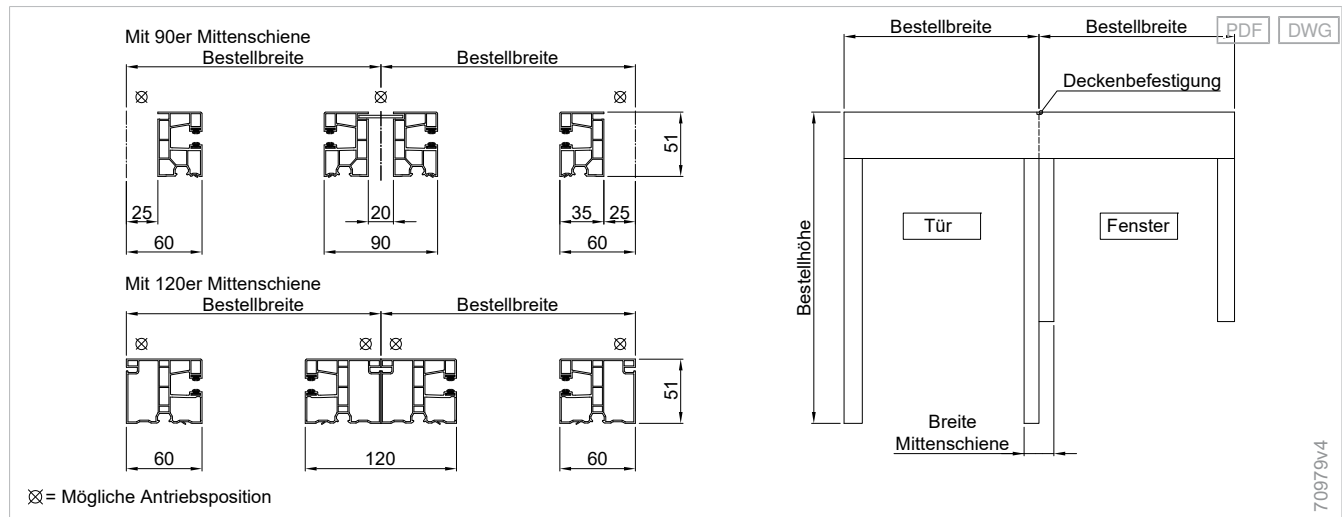 Mit 90er Mittenschiene
Bestellbreite Bestellbreite
51
25 20 35 25
60 90 60
Mit 120er Mittenschiene
Bestellbreite Bestellbreite
51
60 120 60
= Mögliche Antriebsposition
Bestellbreite Bestellbreite
PDF DWG
Deckenbefestigung
Bestellhöhe
Tür Fenster
Breite
Mittenschiene
70979v4